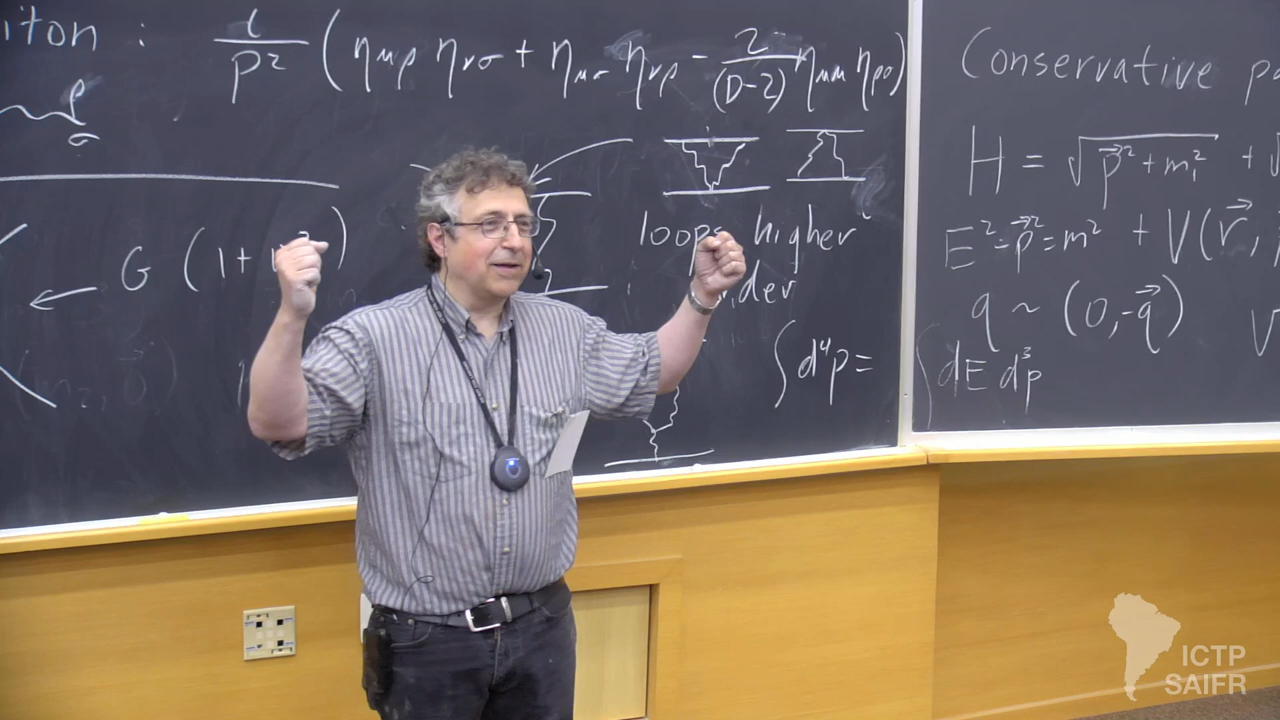 iton :
i/p² (ημρ ηνσ + ημσ ηνρ − 2/(D-2) ημν ηρσ)
ρ
σ
G (1+
loops higher
∫d⁴p =
Conservative
H = √(p⃗²+m₁²) +
E²-p⃗²=m² + V(r⃗,
q ~ (0,-q⃗)
V
∫dE d³p
ICTP
SAIFR